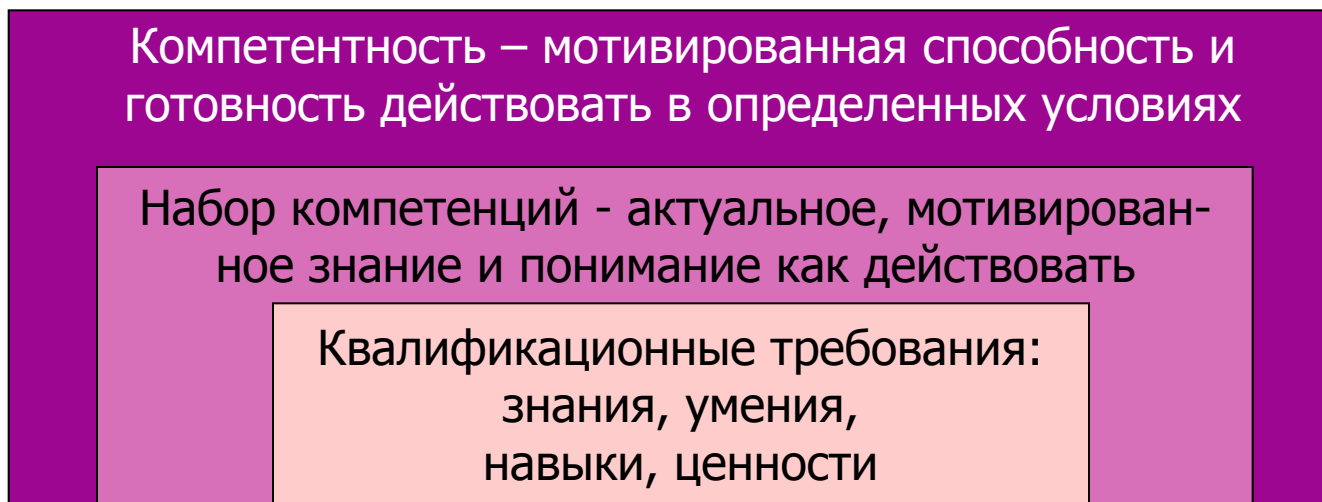 Компетентность – мотивированная способность и
готовность действовать в определенных условиях
Набор компетенций - актуальное, мотивирован-
ное знание и понимание как действовать
Квалификационные требования:
знания, умения,
навыки, ценности